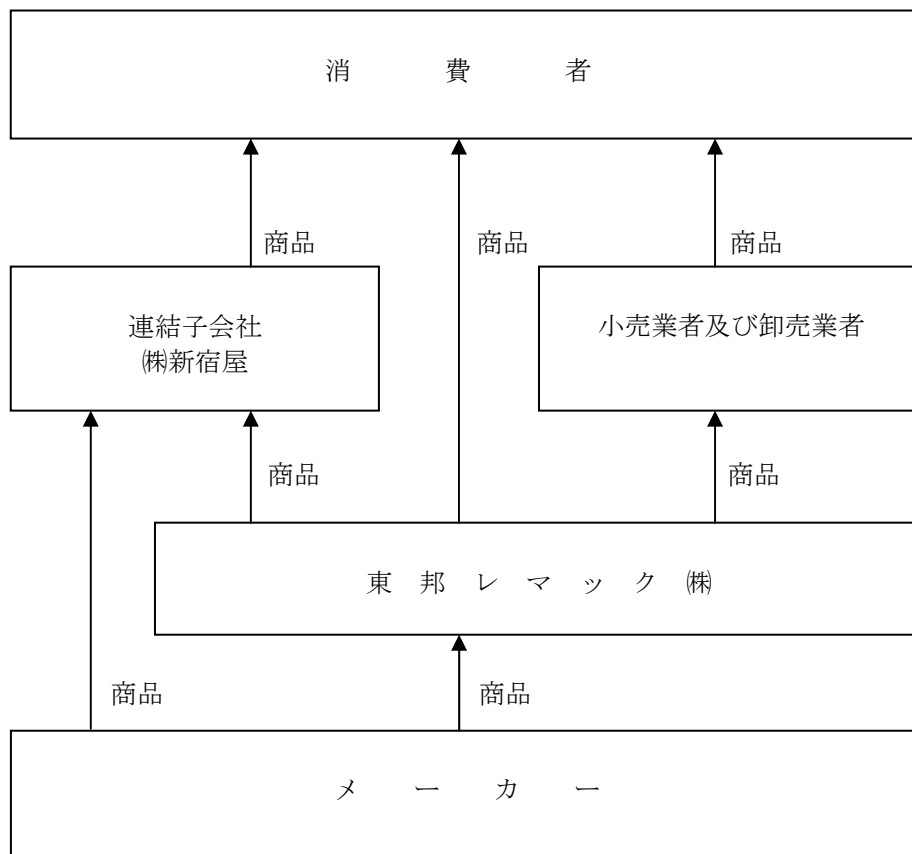 消　費　者
商品
商品
商品
連結子会社
㈱新宿屋
小売業者及び卸売業者
商品
商品
東 邦 レ マ ッ ク ㈱
商品
商品
メ ー カ ー